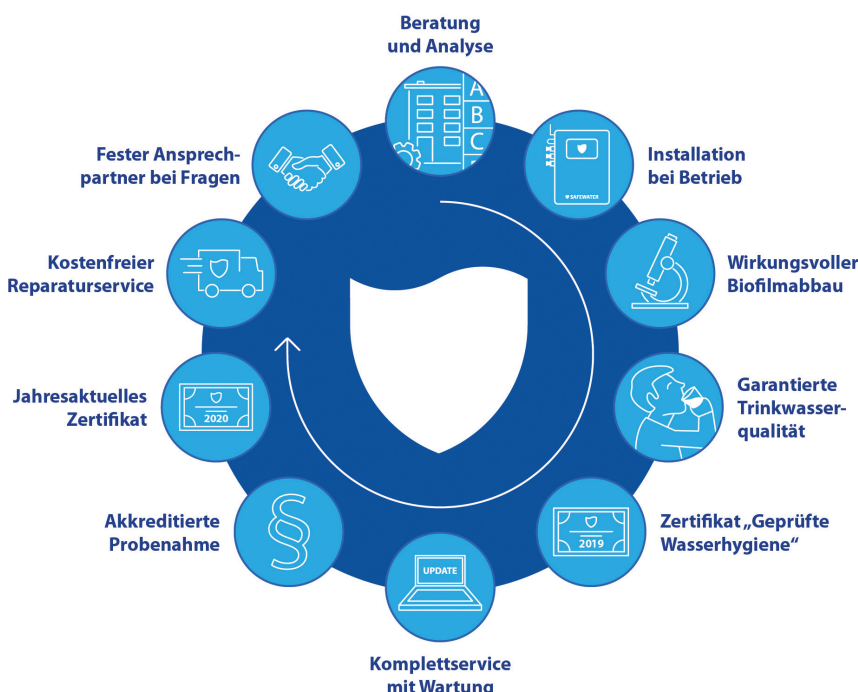 Beratung
und Analyse
A
B
C
Installation
bei Betrieb
SAFEWATER
Wirkungsvoller
Biofilmabbau
Garantierte
Trinkwasser-
qualität
Zertifikat „Geprüfte
Wasserhygiene“
2019
Komplettservice
mit Wartung
UPDATE
Akkreditierte
Probenahme
§
Jahresaktuelles
Zertifikat
2020
Kostenfreier
Reparaturservice
Fester Ansprech-
partner bei Fragen